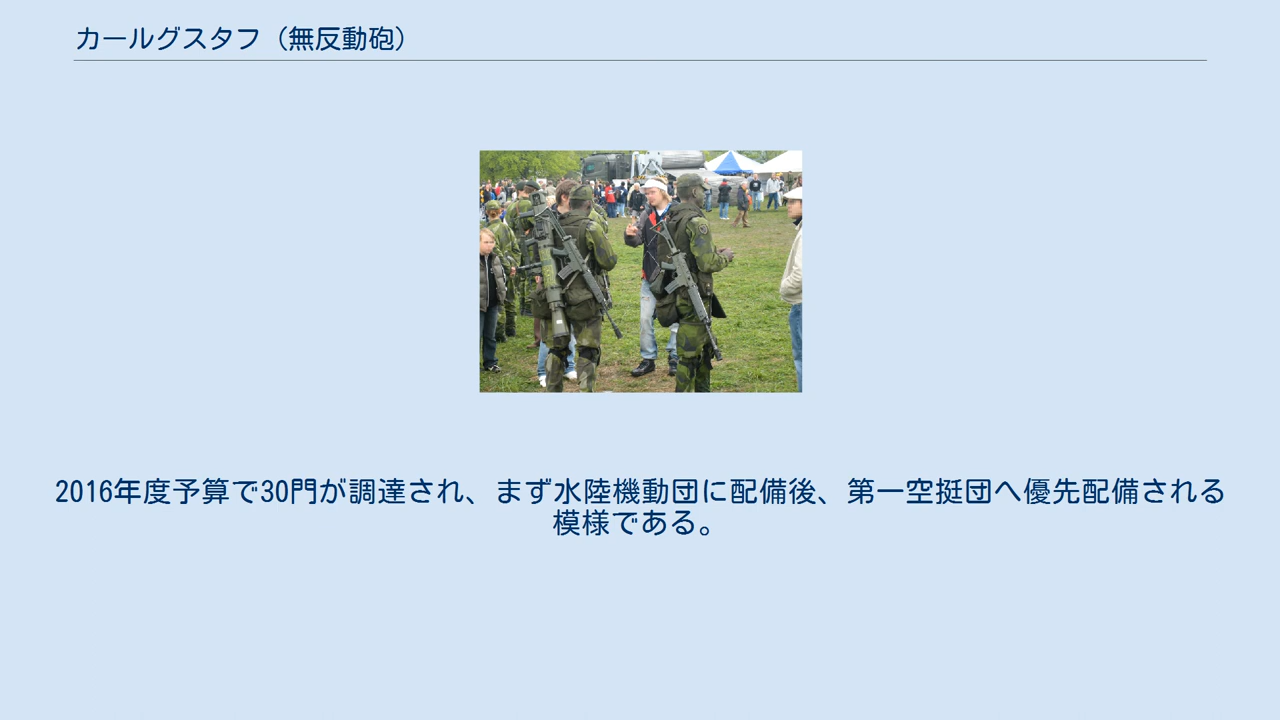 カールグスタフ（無反動砲）
2016年度予算で30門が調達され、まず水陸機動団に配備後、第一空挺団へ優先配備される
模様である。